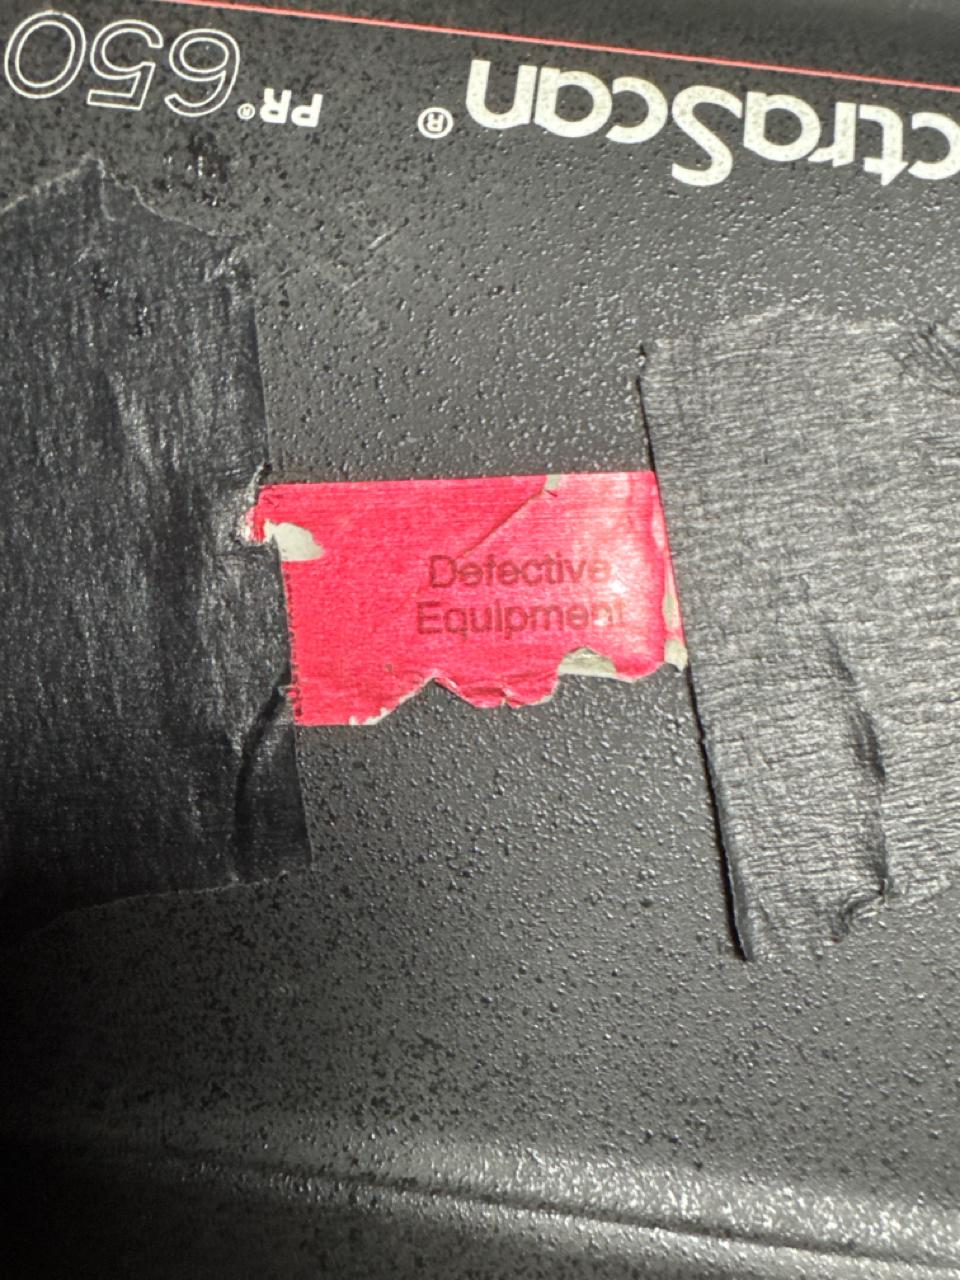 ctraScan®
PR®650
Defective
Equipment